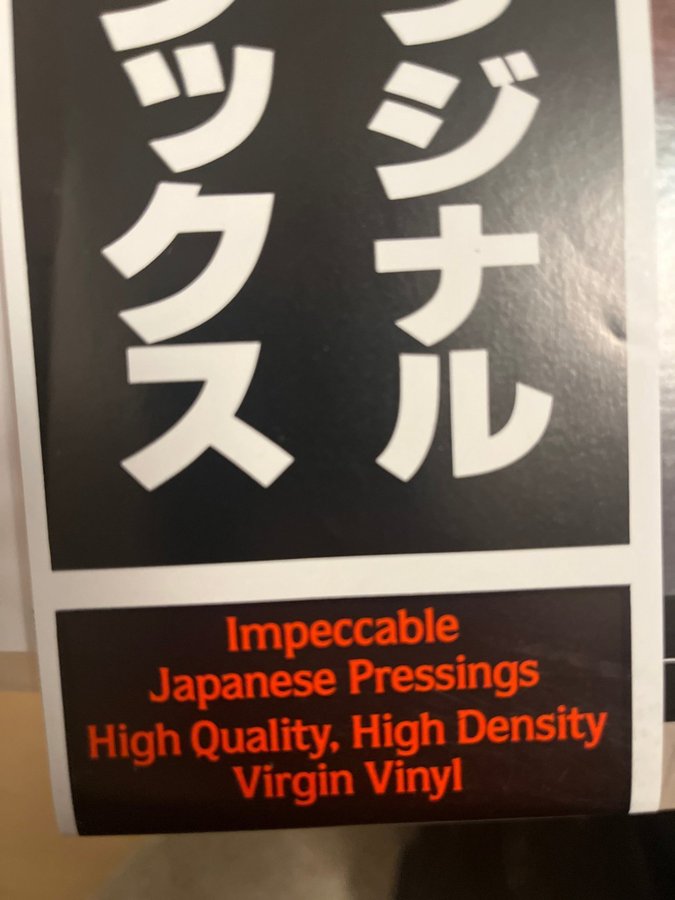 ジナル
ックス
Impeccable
Japanese Pressings
High Quality, High Density
Virgin Vinyl